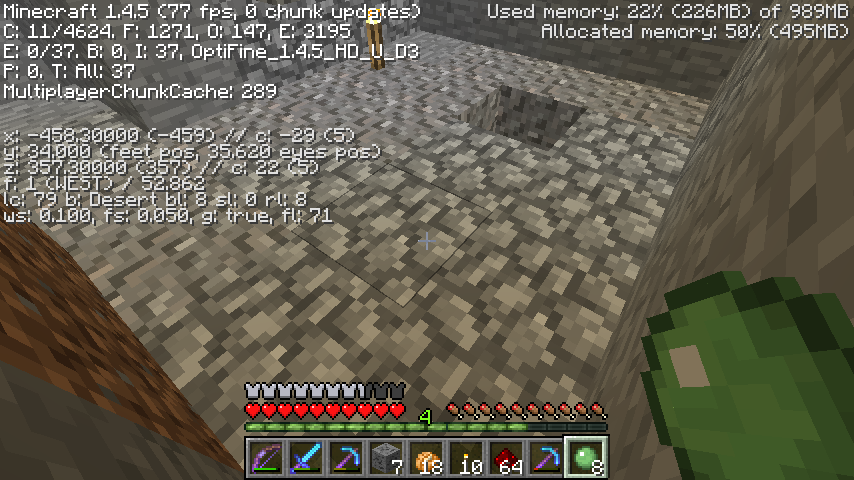 Minecraft 1.4.5 (77 fps, 0 chunk updates)
C: 11/4624, F: 1271, O: 147, E: 3195
E: 0/37. B: 0, I: 37, OptiFine_1.4.5_HD_U_D3
P: 0, T: All: 37
MultiplayerChunkCache: 289
Used memory: 22% (226MB) of 989MB
Allocated memory: 50% (495MB)
x: -458.30000 (-459) // c: -29 (5)
y: 34.000 (feet pos, 35.620 eyes pos)
z: 357.30000 (357) // c: 22 (5)
f: 1 (WEST) / 52.862
lc: 79 b: Desert bl: 8 sl: 0 rl: 8
ws: 0.100, fs: 0.050, g: true, fl: 71
4
7 18 10 64 8